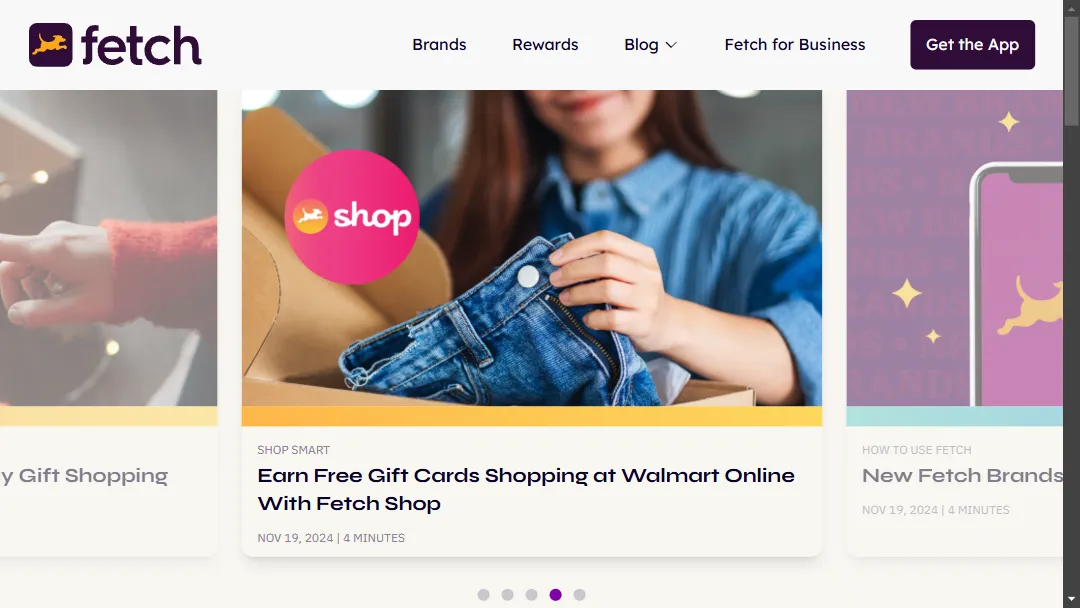 fetch
Brands
Rewards
Blog
Fetch for Business
Get the App
shop
SHOP SMART
Earn Free Gift Cards Shopping at Walmart Online
With Fetch Shop
NOV 19, 2024 | 4 MINUTES
y Gift Shopping
HOW TO USE FETCH
New Fetch Brands
NOV 19, 2024 | 4 MINUTES